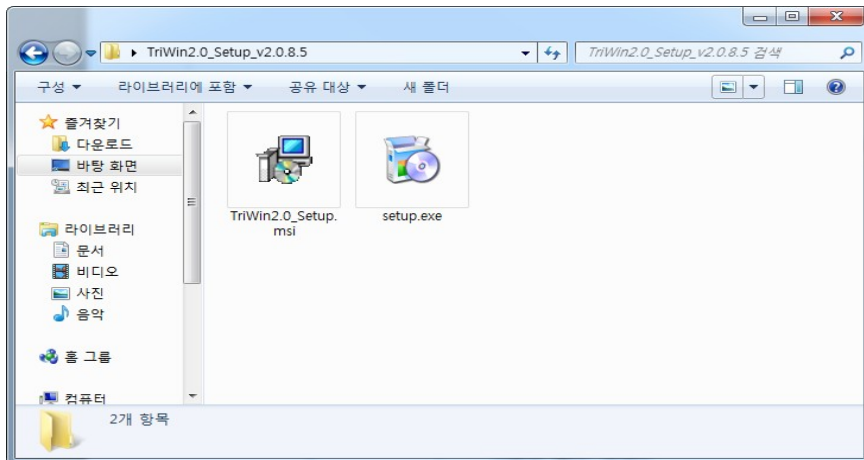 TriWin2.0_Setup_v2.0.8.5
TriWin2.0_Setup_v2.0.8.5 검색
구성 라이브러리에 포함 공유 대상 새 폴더
즐겨찾기
다운로드
바탕 화면
최근 위치
라이브러리
문서
비디오
사진
음악
홈 그룹
컴퓨터
TriWin2.0_Setup.
msi
setup.exe
2개 항목